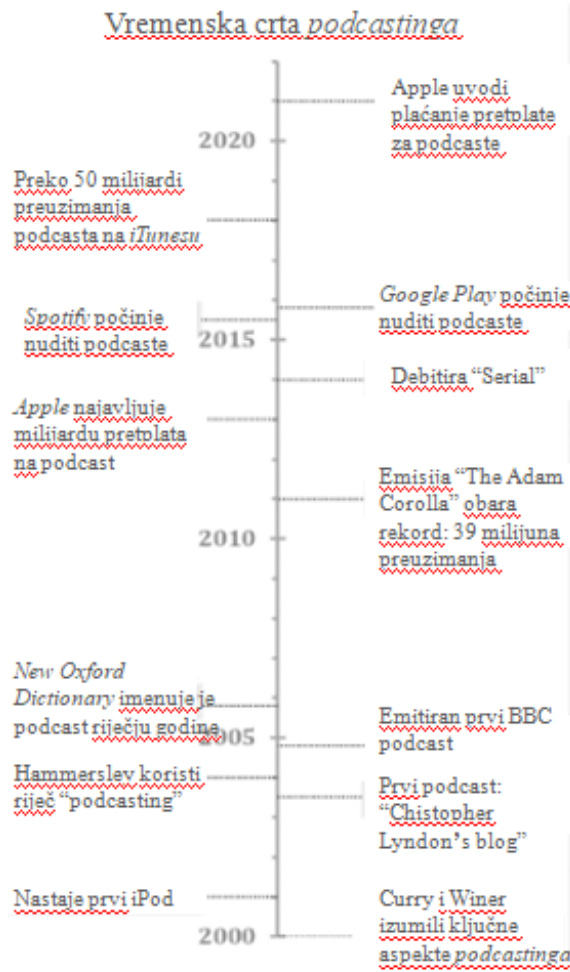 Vremenska crta podcastinga
Apple uvodi
plaćanje pretplate
za podcaste
2020
Preko 50 milijardi
preuzimanja
podcasta na iTunesu
Google Play počinje
nuditi podcaste
Spotify počinje
nuditi podcaste
2015
Debitira “Serial”
Apple najavljuje
milijardu pretplata
na podcast
Emisija “The Adam
Corolla” obara
rekord: 39 milijuna
preuzimanja
2010
New Oxford
Dictionary imenuje je
podcast riječju godine
2005
Emitiran prvi BBC
podcast
Hammerslev koristi
riječ “podcasting”
Prvi podcast:
“Chistopher
Lyndon’s blog”
Nastaje prvi iPod
Curry i Winer
izumili ključne
aspekte podcastinga
2000